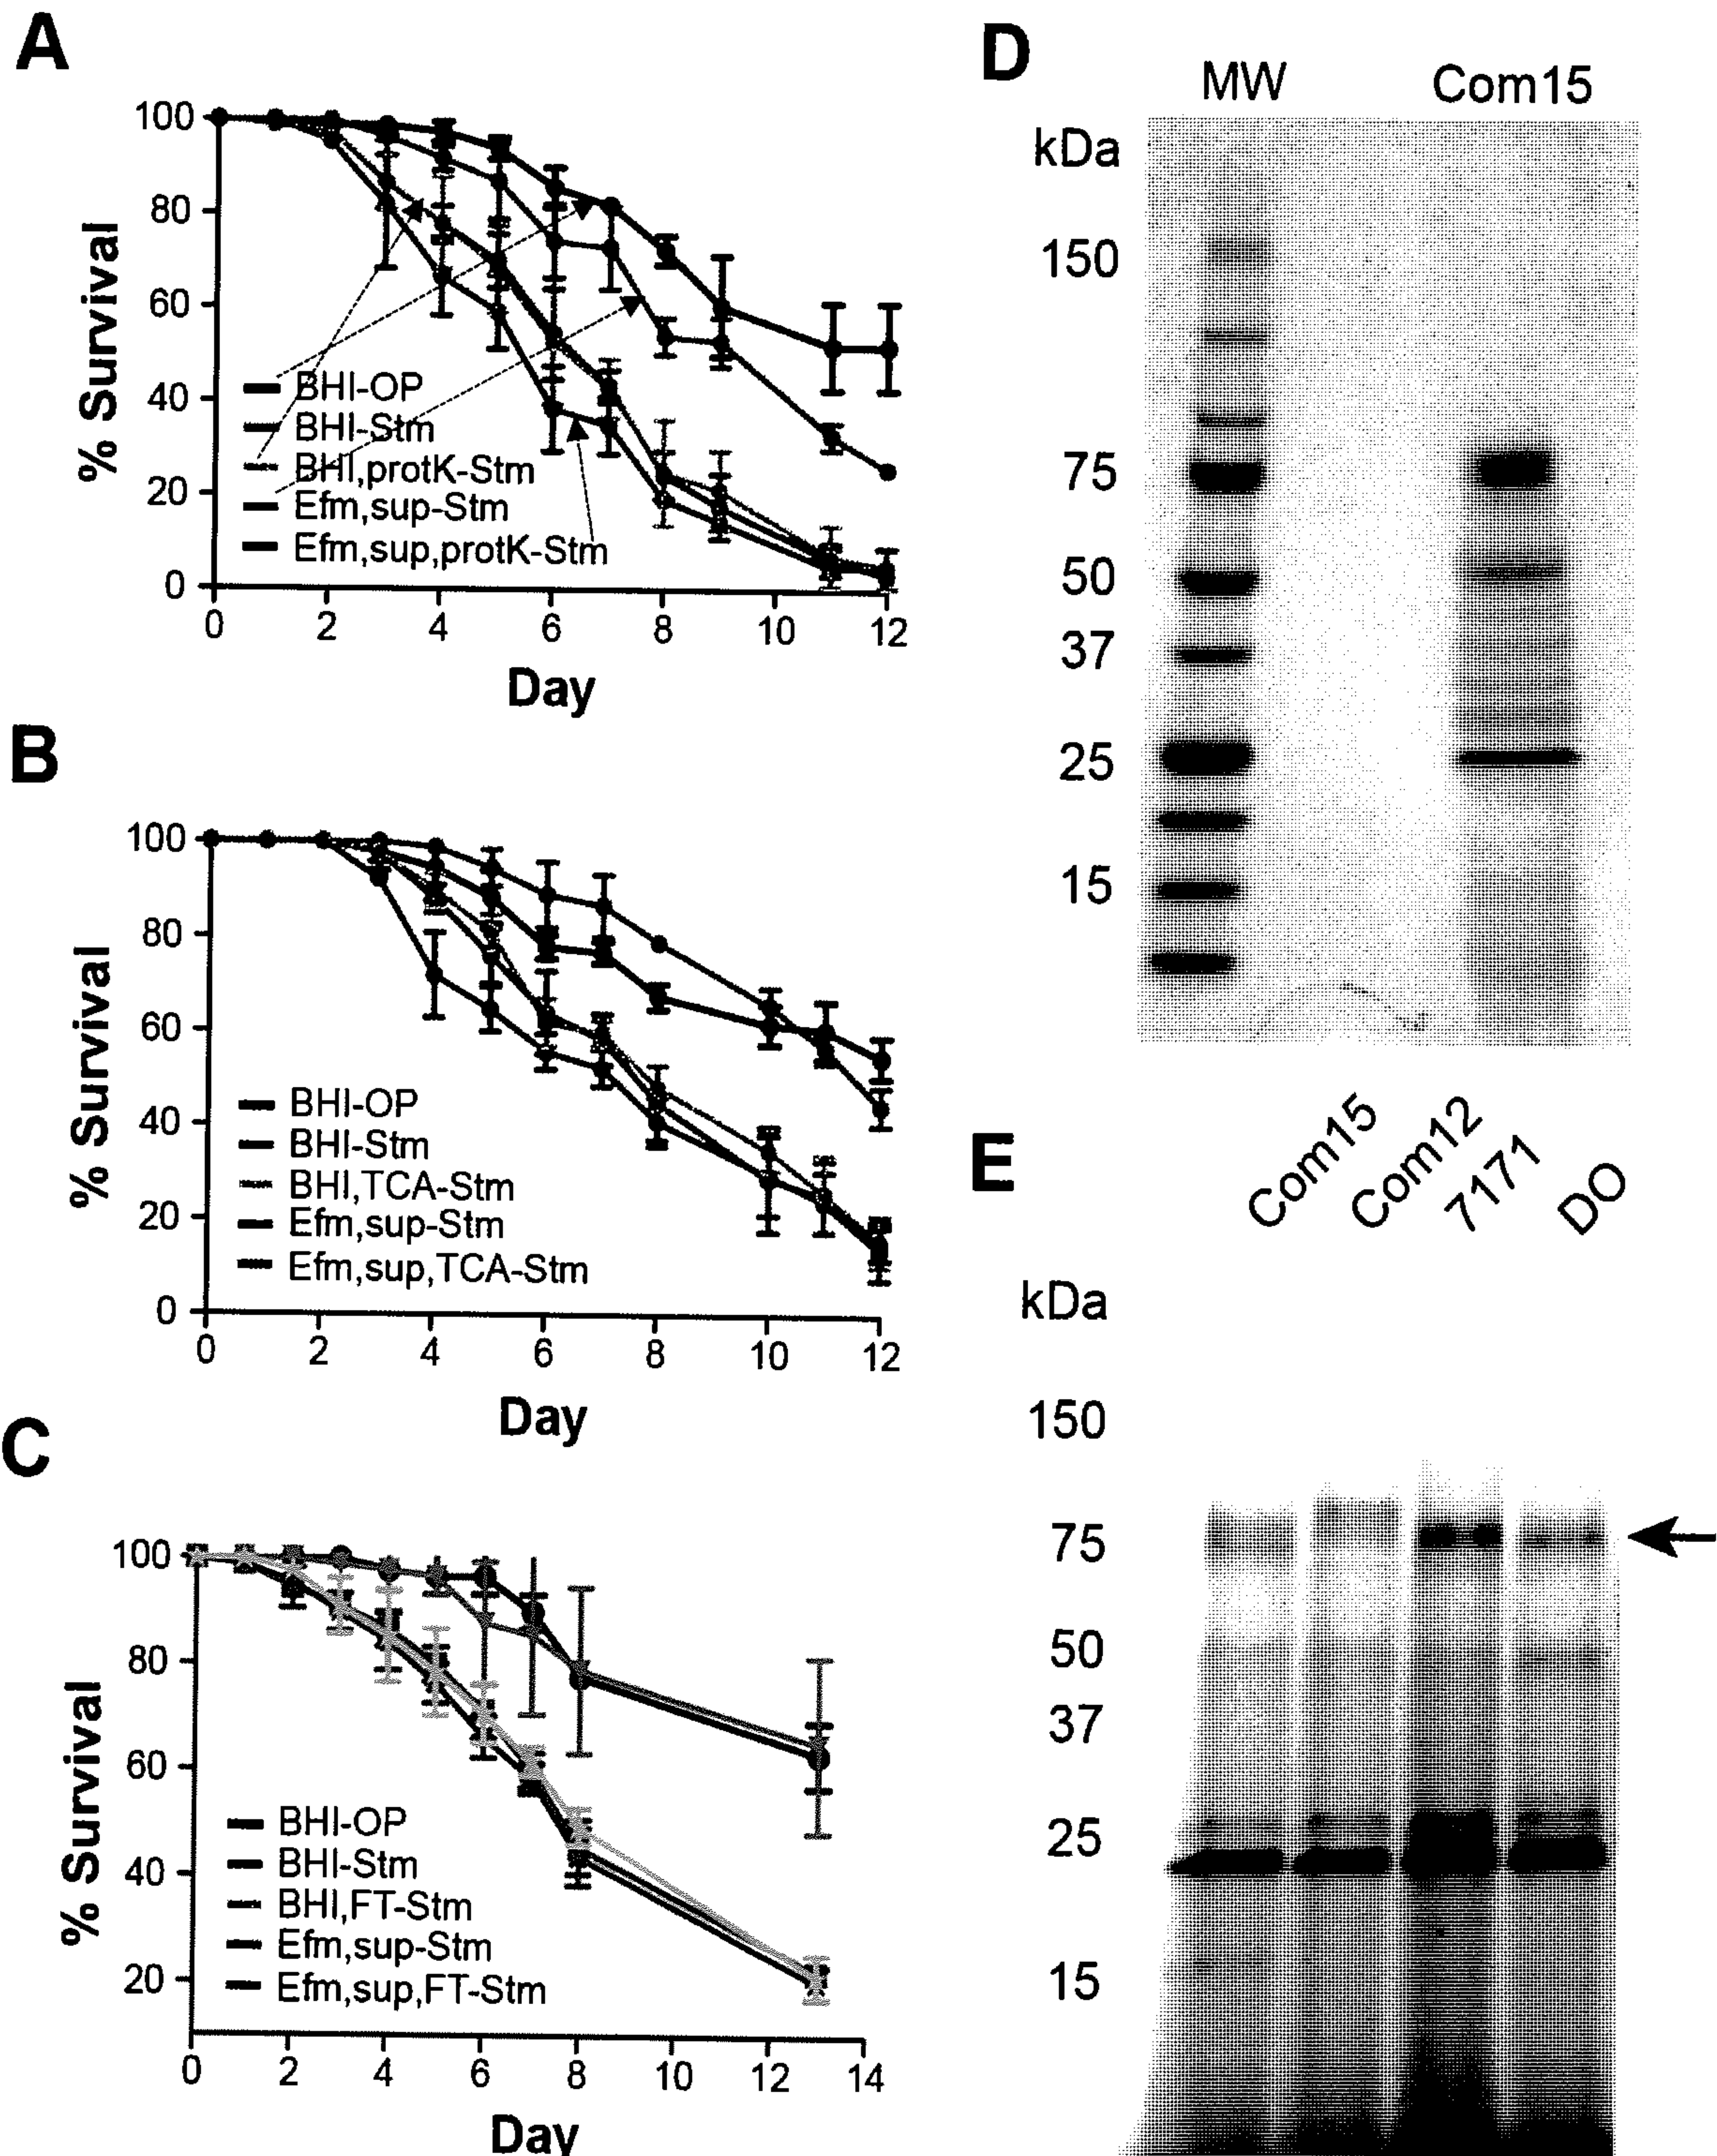 A
% Survival
100
80
60
40
20
0
BHI-OP
BHI-Stm
BHI,protK-Stm
Efm,sup-Stm
Efm,sup,protK-Stm
0 2 4 6 8 10 12
Day
B
% Survival
100
80
60
40
20
0
BHI-OP
BHI-Stm
BHI,TCA-Stm
Efm,sup-Stm
Efm,sup,TCA-Stm
0 2 4 6 8 10 12
Day
C
% Survival
100
80
60
40
20
BHI-OP
BHI-Stm
BHI,FT-Stm
Efm,sup-Stm
Efm,sup,FT-Stm
0 2 4 6 8 10 12 14
Day
D
MW Com15
kDa
150
75
50
37
25
15
E
Com15 Com12 7171 DO
kDa
150
75
50
37
25
15